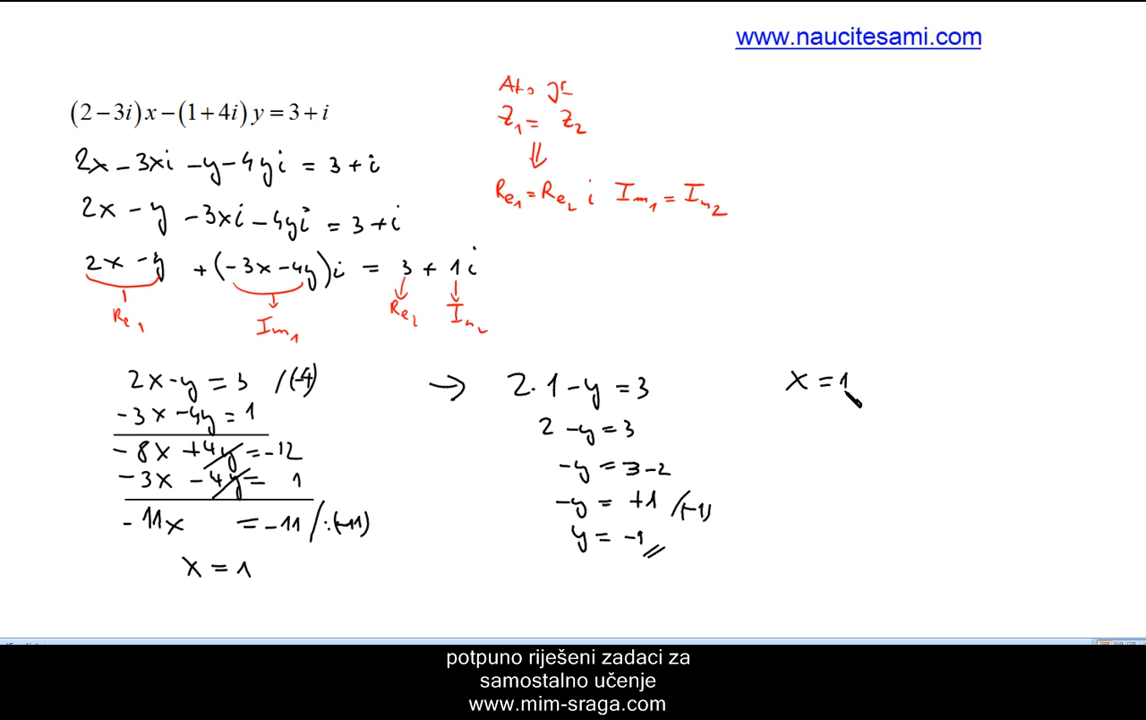 www.naucitesami.com
(2-3i)x-(1+4i)y=3+i
Ako je
Z₁ = Z₂
⇓
Re₁ = Re₂ i Im₁ = Im₂
2x - 3xi - y - 4yi = 3 + i
2x - y - 3xi - 4yi = 3 + i
2x - y + (-3x - 4y)i = 3 + 1i
Re₁ Im₁ Re₂ Im₂
2x - y = 3 /(-4)
-3x - 4y = 1
-8x + 4y = -12
-3x - 4y = 1
-11x = -11 /:(-11)
x = 1
→ 2·1 - y = 3
2 - y = 3
-y = 3 - 2
-y = +1 /(-1)
y = -1
x = 1
potpuno riješeni zadaci za
samostalno učenje
www.mim-sraga.com